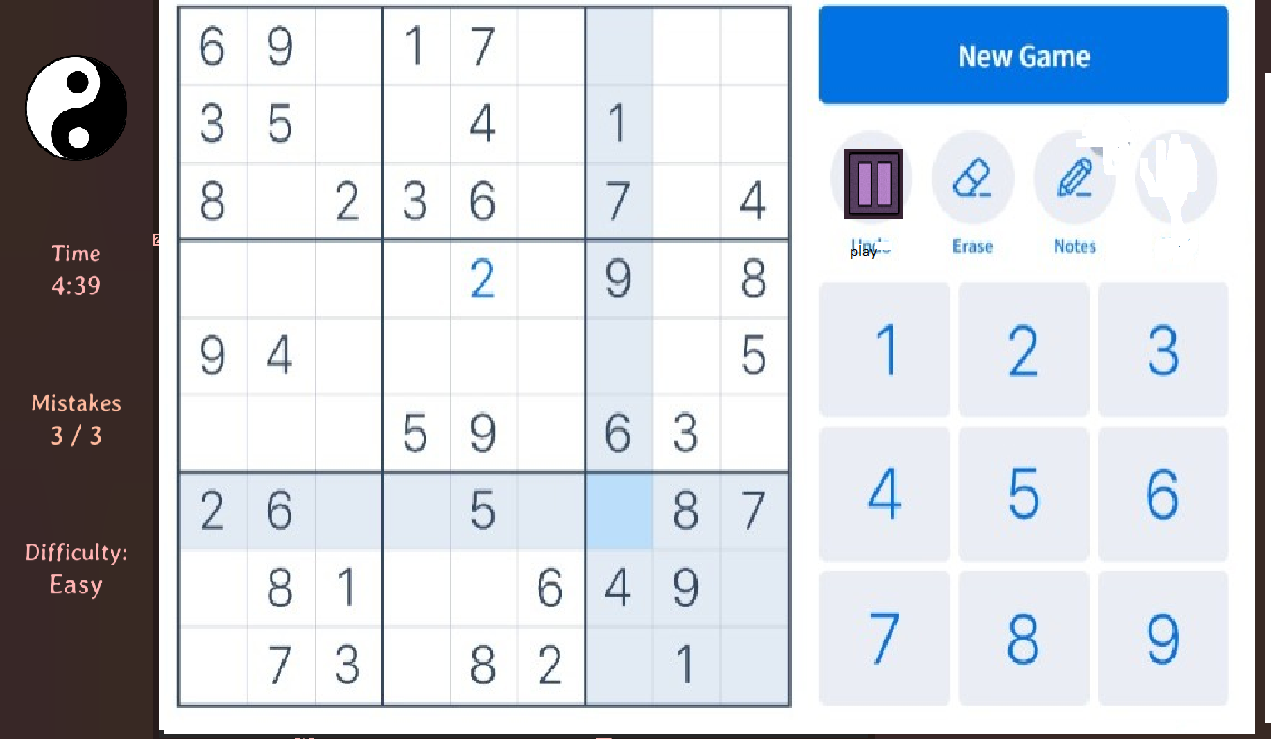 6 9 1 7
3 5 4 1
8 2 3 6 7 4
2 9 8
9 4 5
5 9 6 3
2 6 5 8 7
8 1 6 4 9
7 3 8 2 1
Time
4:39
Mistakes
3 / 3
Difficulty:
Easy
New Game
play
Erase
Notes
1 2 3
4 5 6
7 8 9